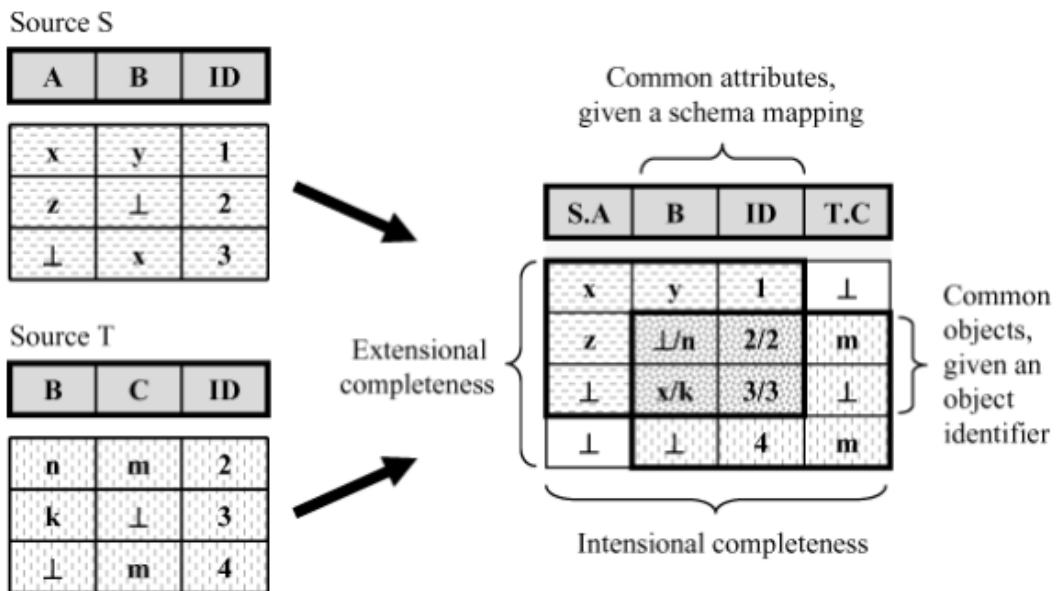 Source S
A B ID
x y 1
z ⊥ 2
⊥ x 3
Source T
B C ID
n m 2
k ⊥ 3
⊥ m 4
Common attributes,
given a schema mapping
S.A B ID T.C
x y 1 ⊥
z ⊥/n 2/2 m
⊥ x/k 3/3 ⊥
⊥ ⊥ 4 m
Extensional
completeness
Common
objects,
given an
object
identifier
Intensional completeness